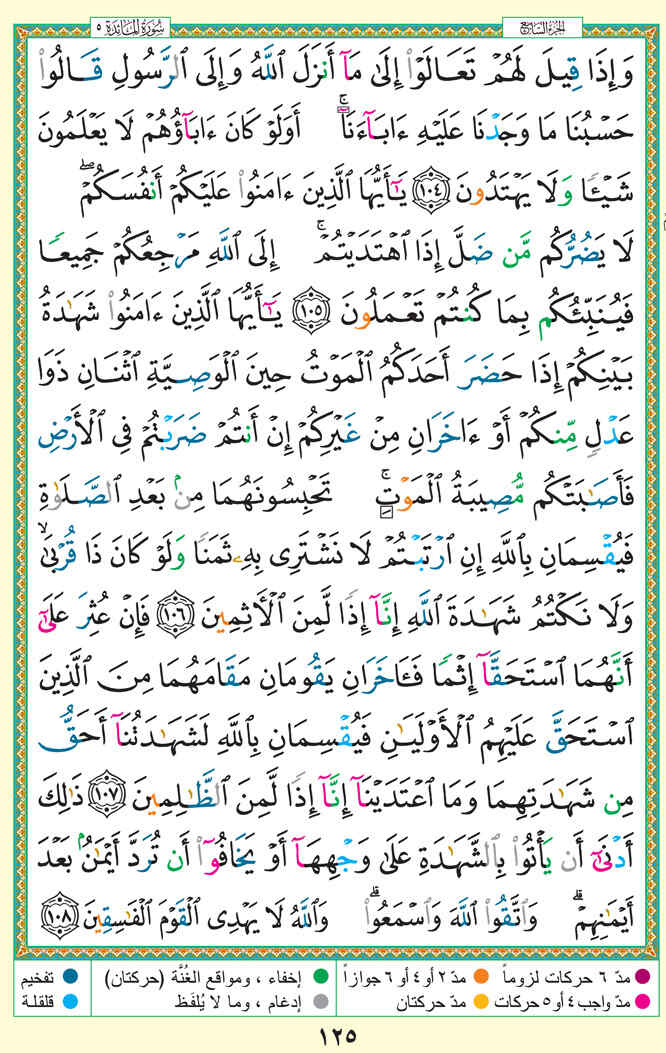 الجزء السابع
سُورَةُ المَائِدَة ٥
وَإِذَا قِيلَ لَهُمۡ تَعَالَوۡا۟ إِلَىٰ مَآ أَنزَلَ ٱللَّهُ وَإِلَى ٱلرَّسُولِ قَالُوا۟
حَسۡبُنَا مَا وَجَدۡنَا عَلَيۡهِ ءَابَآءَنَآۚ أَوَلَوۡ كَانَ ءَابَآؤُهُمۡ لَا يَعۡلَمُونَ
شَيۡـًٔا وَلَا يَهۡتَدُونَ ١٠٤ يَـٰٓأَيُّهَا ٱلَّذِينَ ءَامَنُوا۟ عَلَيۡكُمۡ أَنفُسَكُمۡۖ
لَا يَضُرُّكُم مَّن ضَلَّ إِذَا ٱهۡتَدَيۡتُمۡۚ إِلَى ٱللَّهِ مَرۡجِعُكُمۡ جَمِيعًا
فَيُنَبِّئُكُم بِمَا كُنتُمۡ تَعۡمَلُونَ ١٠٥ يَـٰٓأَيُّهَا ٱلَّذِينَ ءَامَنُوا۟ شَهَـٰدَةُ
بَيۡنِكُمۡ إِذَا حَضَرَ أَحَدَكُمُ ٱلۡمَوۡتُ حِينَ ٱلۡوَصِيَّةِ ٱثۡنَانِ ذَوَا
عَدۡلٍ مِّنكُمۡ أَوۡ ءَاخَرَانِ مِنۡ غَيۡرِكُمۡ إِنۡ أَنتُمۡ ضَرَبۡتُمۡ فِى ٱلۡأَرۡضِ
فَأَصَـٰبَتۡكُم مُّصِيبَةُ ٱلۡمَوۡتِۚ تَحۡبِسُونَهُمَا مِنۢ بَعۡدِ ٱلصَّلَوٰةِ
فَيُقۡسِمَانِ بِٱللَّهِ إِنِ ٱرۡتَبۡتُمۡ لَا نَشۡتَرِى بِهِۦ ثَمَنًا وَلَوۡ كَانَ ذَا قُرۡبَىٰۙ
وَلَا نَكۡتُمُ شَهَـٰدَةَ ٱللَّهِ إِنَّآ إِذًا لَّمِنَ ٱلۡأَثِمِينَ ١٠٦ فَإِنۡ عُثِرَ عَلَىٰٓ
أَنَّهُمَا ٱسۡتَحَقَّآ إِثۡمًا فَـَٔاخَرَانِ يَقُومَانِ مَقَامَهُمَا مِنَ ٱلَّذِينَ
ٱسۡتَحَقَّ عَلَيۡهِمُ ٱلۡأَوۡلَيَـٰنِ فَيُقۡسِمَانِ بِٱللَّهِ لَشَهَـٰدَتُنَآ أَحَقُّ
مِن شَهَـٰدَتِهِمَا وَمَا ٱعۡتَدَيۡنَآ إِنَّآ إِذًا لَّمِنَ ٱلظَّـٰلِمِينَ ١٠٧ ذَٰلِكَ
أَدۡنَىٰٓ أَن يَأۡتُوا۟ بِٱلشَّهَـٰدَةِ عَلَىٰ وَجۡهِهَآ أَوۡ يَخَافُوٓا۟ أَن تُرَدَّ أَيۡمَـٰنُۢ بَعۡدَ
أَيۡمَـٰنِهِمۡۗ وَٱتَّقُوا۟ ٱللَّهَ وَٱسۡمَعُوا۟ۗ وَٱللَّهُ لَا يَهۡدِى ٱلۡقَوۡمَ ٱلۡفَـٰسِقِينَ ١٠٨
مدّ ٦ حركات لزوماً مدّ ٢ أو ٤ أو ٦ جوازاً إخفاء ، ومواقع الغُنَّة (حركتان) تفخيم
مدّ واجب ٤ أو ٥ حركات مدّ حركتان إدغام ، وما لا يُلفَظ قلقلة
١٢٥